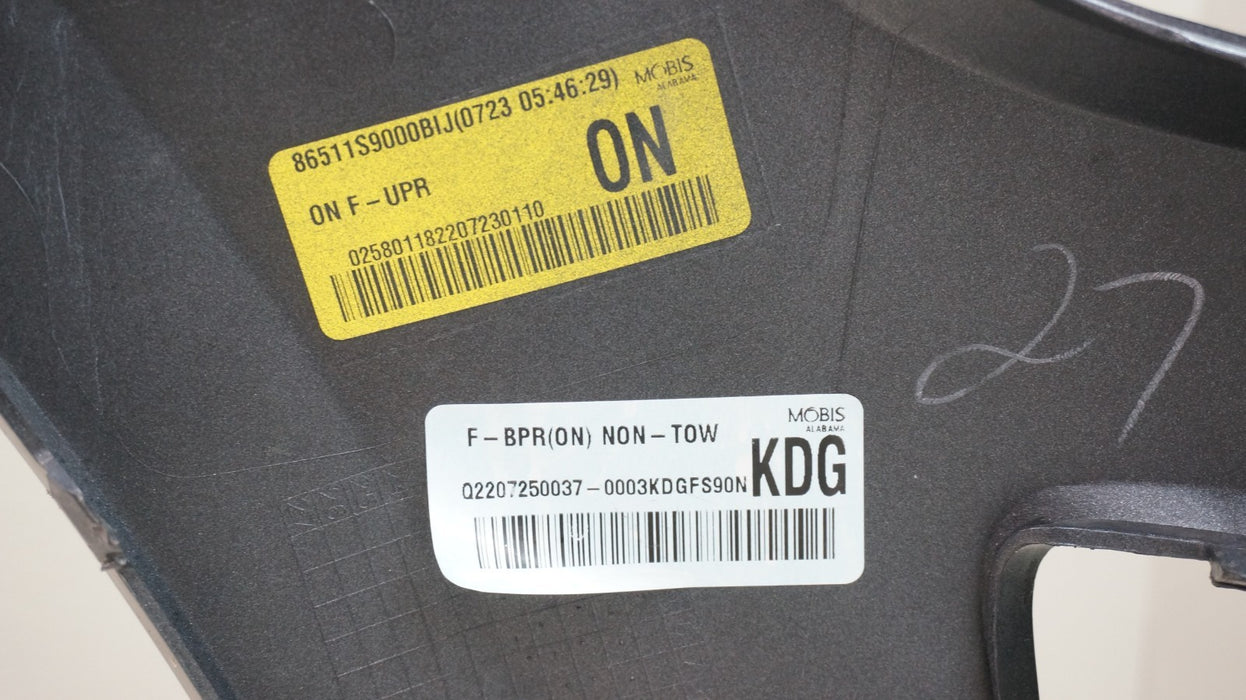 86511S9000BIJ(0723 05:46:29)
MOBIS
ALABAMA
ON F-UPR
ON
025801182207230110
MOBIS
ALABAMA
F-BPR(ON) NON-TOW
KDG
Q2207250037-0003KDGFS90N
27